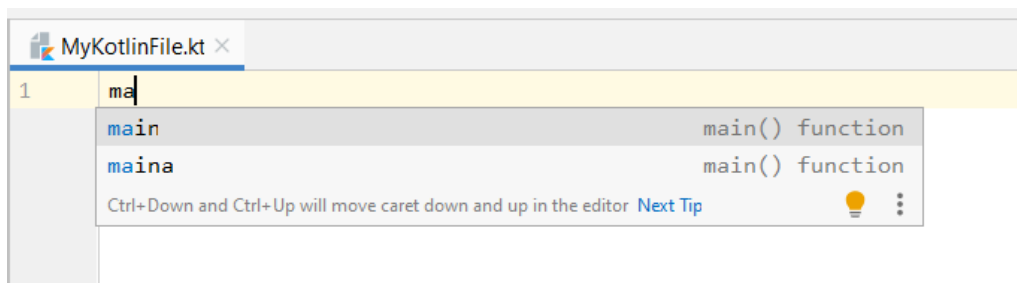 MyKotlinFile.kt
1 ma
main main() function
maina main() function
Ctrl+Down and Ctrl+Up will move caret down and up in the editor Next Tip